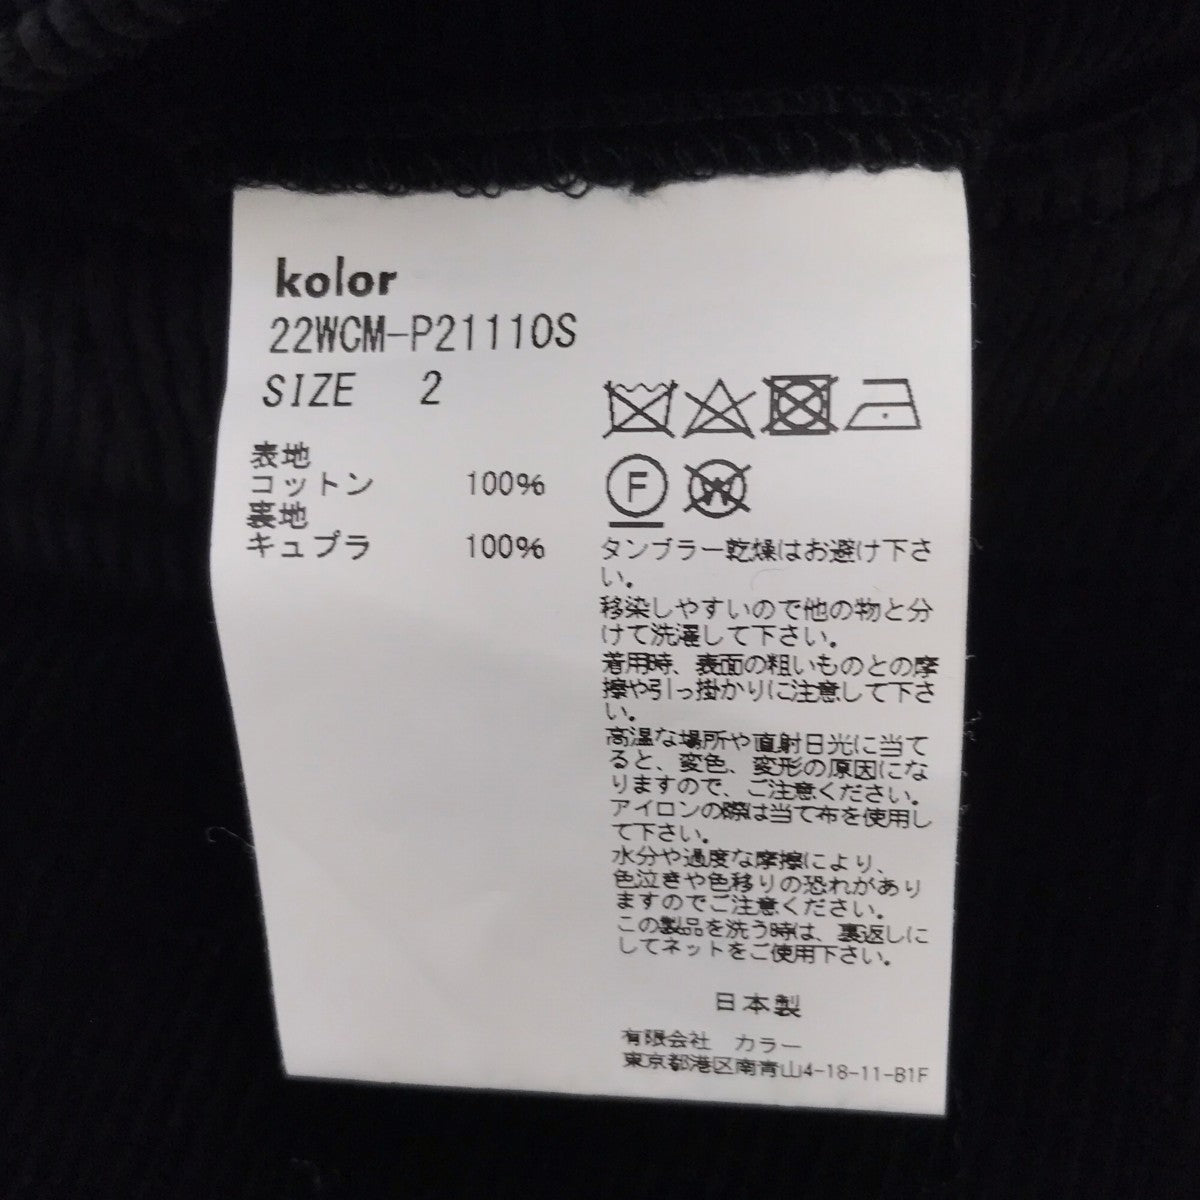 kolor
22WCM-P21110S
SIZE 2
表地
コットン 100%
裏地
キュプラ 100%
F
W
タンブラー乾燥はお避け下さ
い。
移染しやすいので他の物と分
けて洗濯して下さい。
着用時、表面の粗いものとの摩
擦や引っ掛かりに注意して下さ
い。
高温な場所や直射日光に当て
ると、変色、変形の原因にな
りますので、ご注意ください。
アイロンの際は当て布を使用し
て下さい。
水分や過度な摩擦により、
色泣きや色移りの恐れがあり
ますのでご注意ください。
この製品を洗う時は、裏返しに
してネットをご使用下さい。
日本製
有限会社 カラー
東京都港区南青山4-18-11-B1F